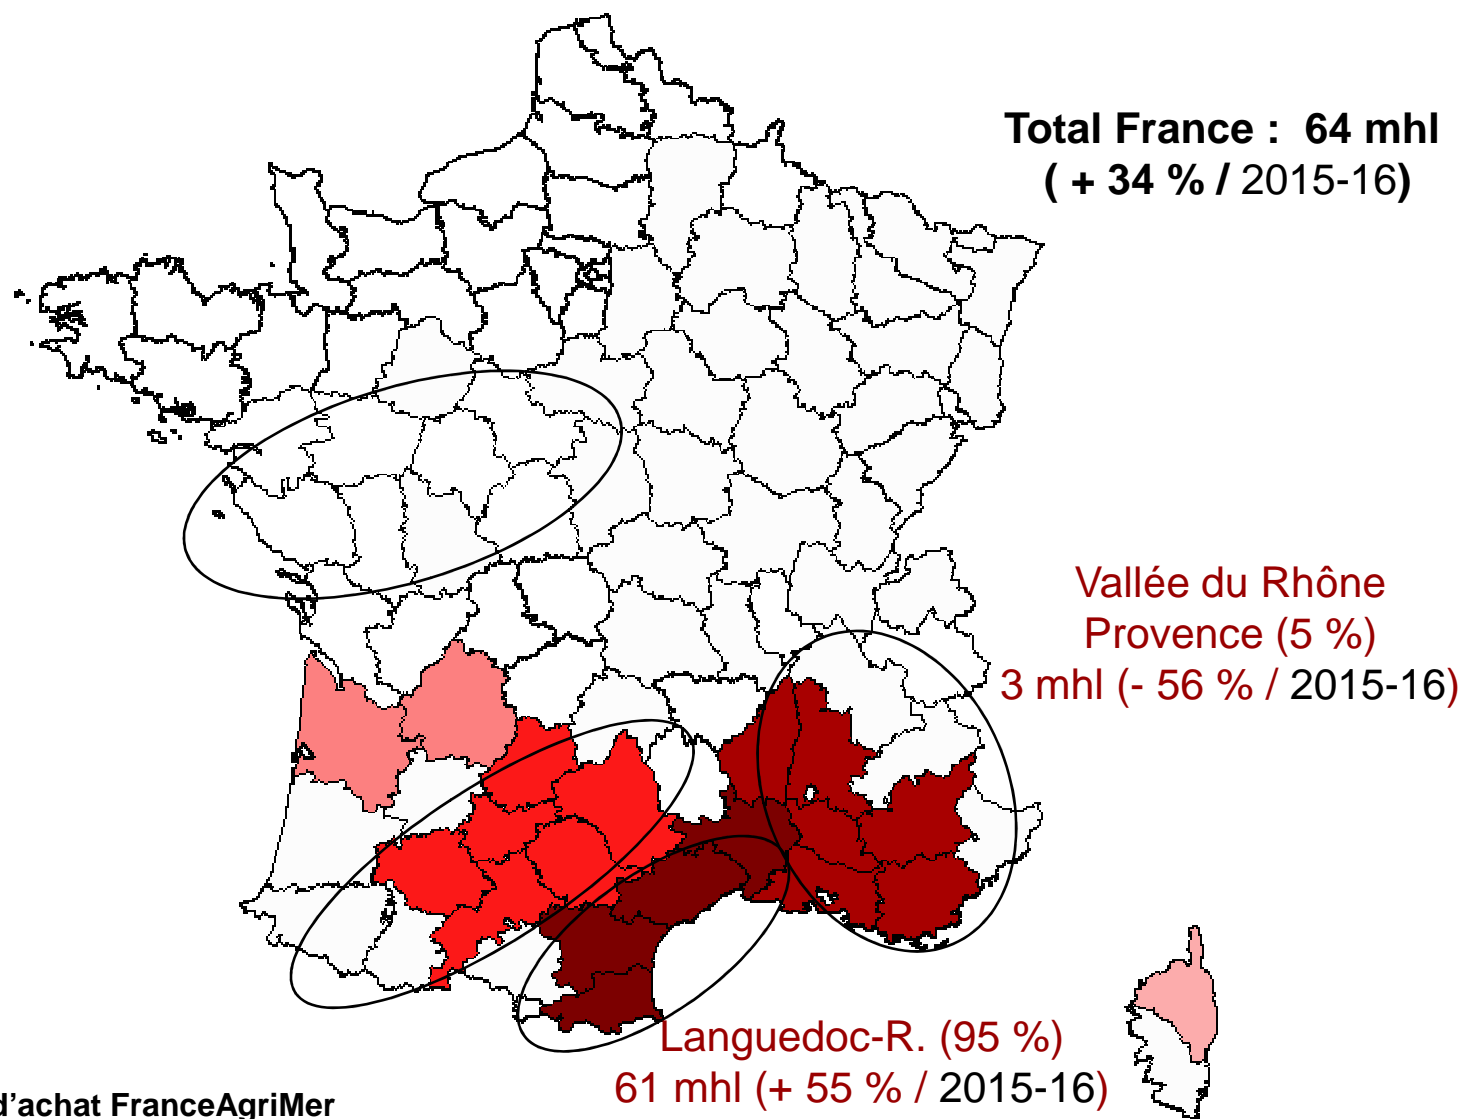 Total France :  64 mhl
( + 34 % / 2015-16)
Vallée du Rhône
Provence (5 %)
3 mhl (- 56 % / 2015-16)
Languedoc-R. (95 %)
61 mhl (+ 55 % / 2015-16)
d’achat FranceAgriMer